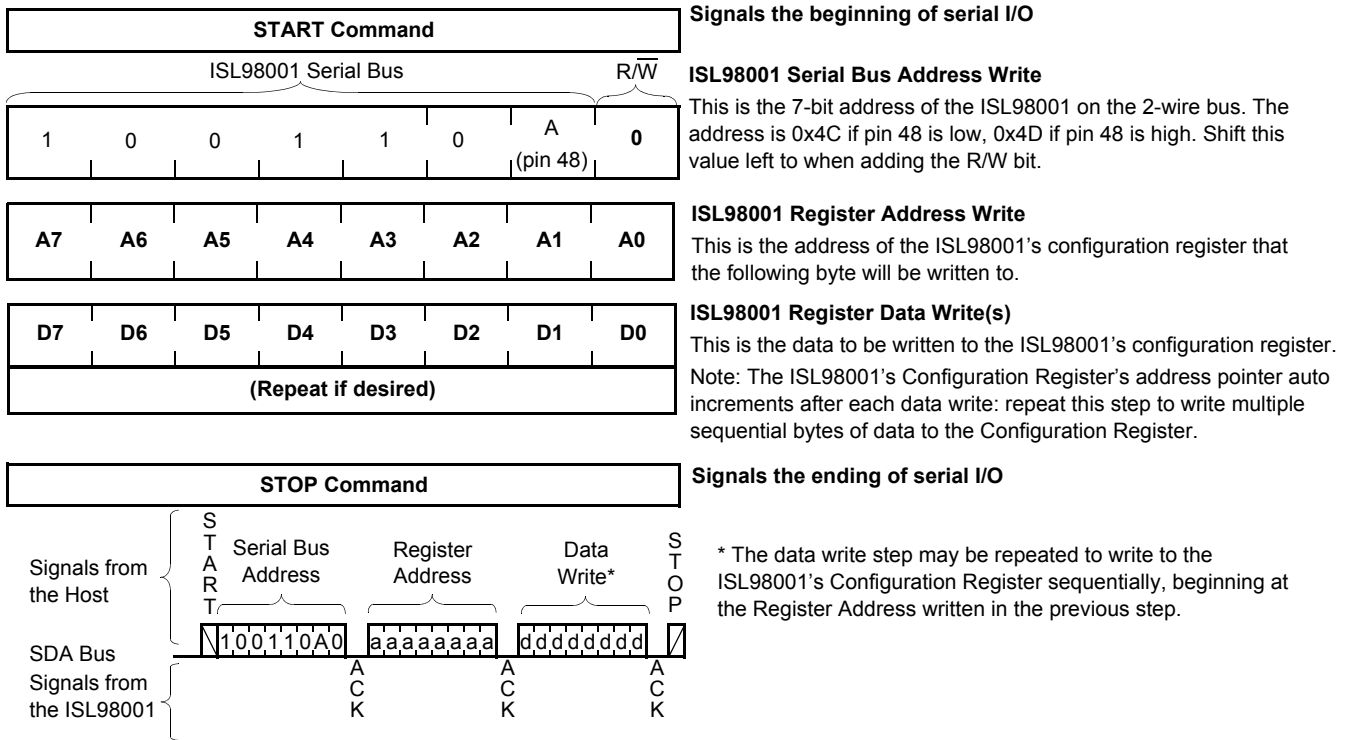 START Command
Signals the beginning of serial I/O
ISL98001 Serial Bus R/W
ISL98001 Serial Bus Address Write
This is the 7-bit address of the ISL98001 on the 2-wire bus. The
address is 0x4C if pin 48 is low, 0x4D if pin 48 is high. Shift this
value left to when adding the R/W bit.
1 0 0 1 1 0 A (pin 48) 0
ISL98001 Register Address Write
A7 A6 A5 A4 A3 A2 A1 A0
This is the address of the ISL98001's configuration register that
the following byte will be written to.
ISL98001 Register Data Write(s)
D7 D6 D5 D4 D3 D2 D1 D0
This is the data to be written to the ISL98001's configuration register.
(Repeat if desired)
Note: The ISL98001's Configuration Register's address pointer auto
increments after each data write: repeat this step to write multiple
sequential bytes of data to the Configuration Register.
STOP Command
Signals the ending of serial I/O
Signals from
the Host
START
Serial Bus
Address
Register
Address
Data
Write*
STOP
* The data write step may be repeated to write to the
ISL98001's Configuration Register sequentially, beginning at
the Register Address written in the previous step.
1 0 0 1 1 0 A 0 a a a a a a a a d d d d d d d d
SDA Bus
Signals from
the ISL98001
ACK
ACK
ACK